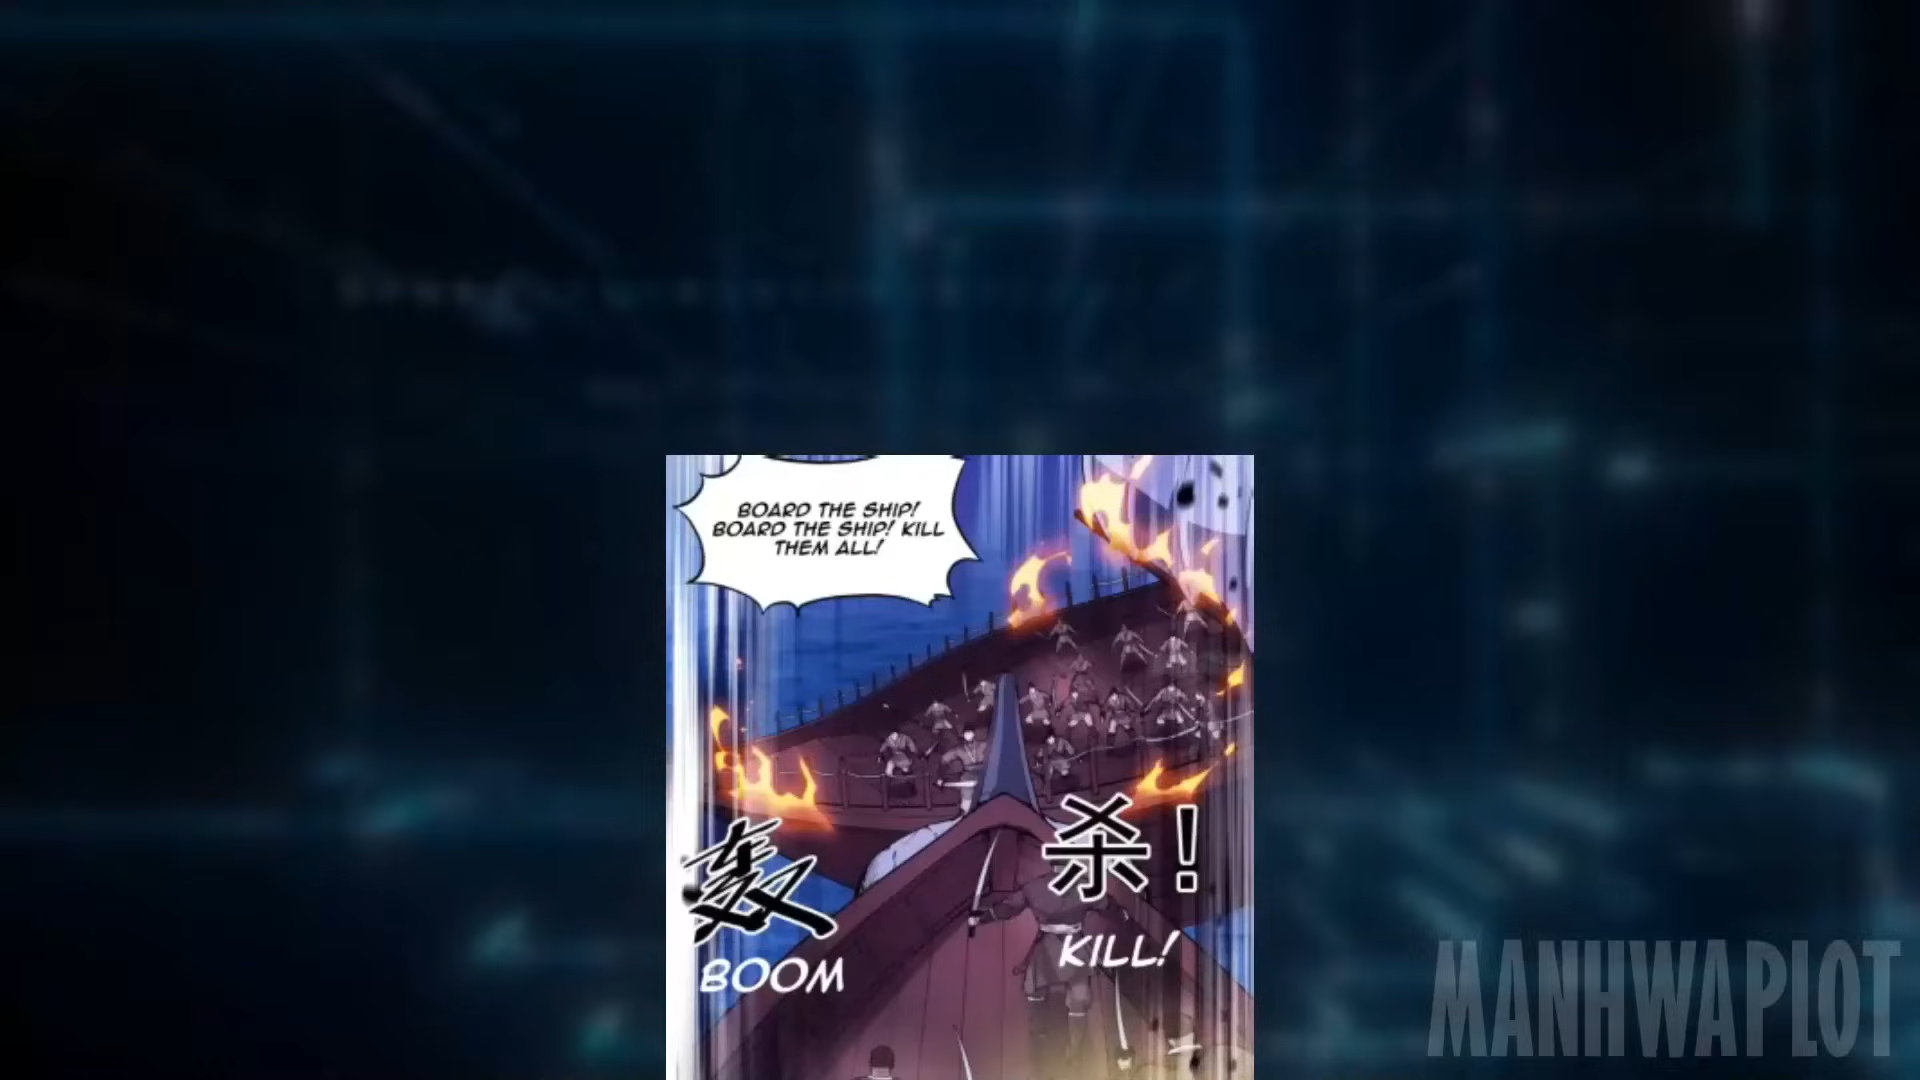 BOARD THE SHIP!
BOARD THE SHIP! KILL
THEM ALL!
轰
BOOM
杀!
KILL!
MANHWAPLOT